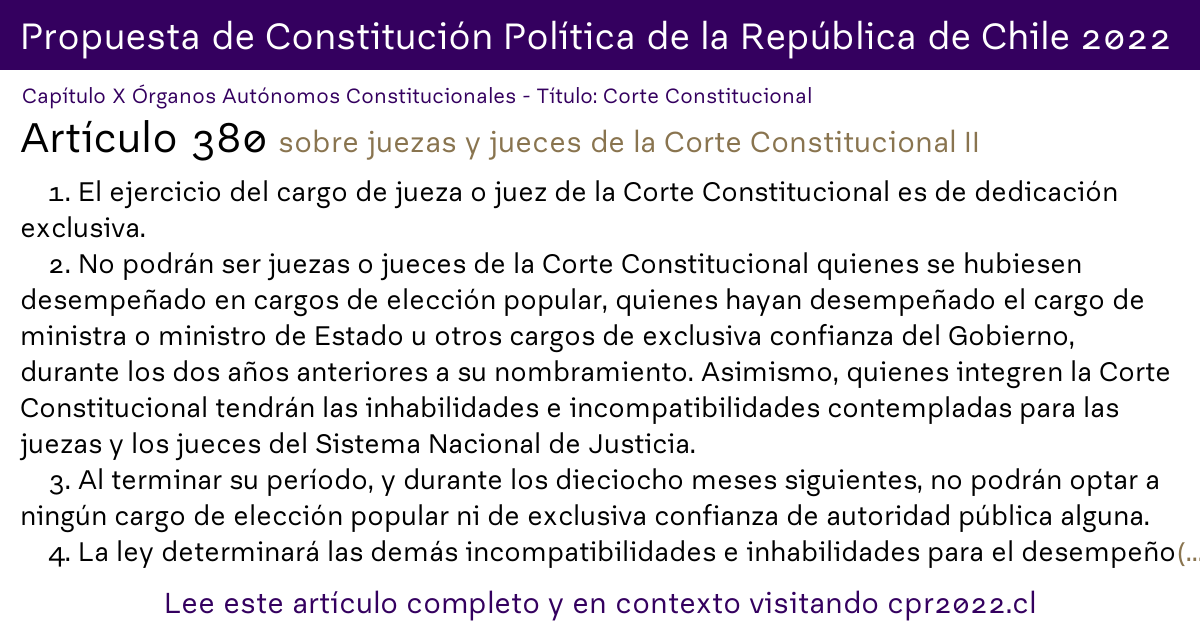 Propuesta de Constitución Política de la República de Chile 2022
Capítulo X Órganos Autónomos Constitucionales - Título: Corte Constitucional
Artículo 380 sobre juezas y jueces de la Corte Constitucional II
1. El ejercicio del cargo de jueza o juez de la Corte Constitucional es de dedicación
exclusiva.
2. No podrán ser juezas o jueces de la Corte Constitucional quienes se hubiesen
desempeñado en cargos de elección popular, quienes hayan desempeñado el cargo de
ministra o ministro de Estado u otros cargos de exclusiva confianza del Gobierno,
durante los dos años anteriores a su nombramiento. Asimismo, quienes integren la Corte
Constitucional tendrán las inhabilidades e incompatibilidades contempladas para las
juezas y los jueces del Sistema Nacional de Justicia.
3. Al terminar su período, y durante los dieciocho meses siguientes, no podrán optar a
ningún cargo de elección popular ni de exclusiva confianza de autoridad pública alguna.
4. La ley determinará las demás incompatibilidades e inhabilidades para el desempeño(...
Lee este artículo completo y en contexto visitando cpr2022.cl